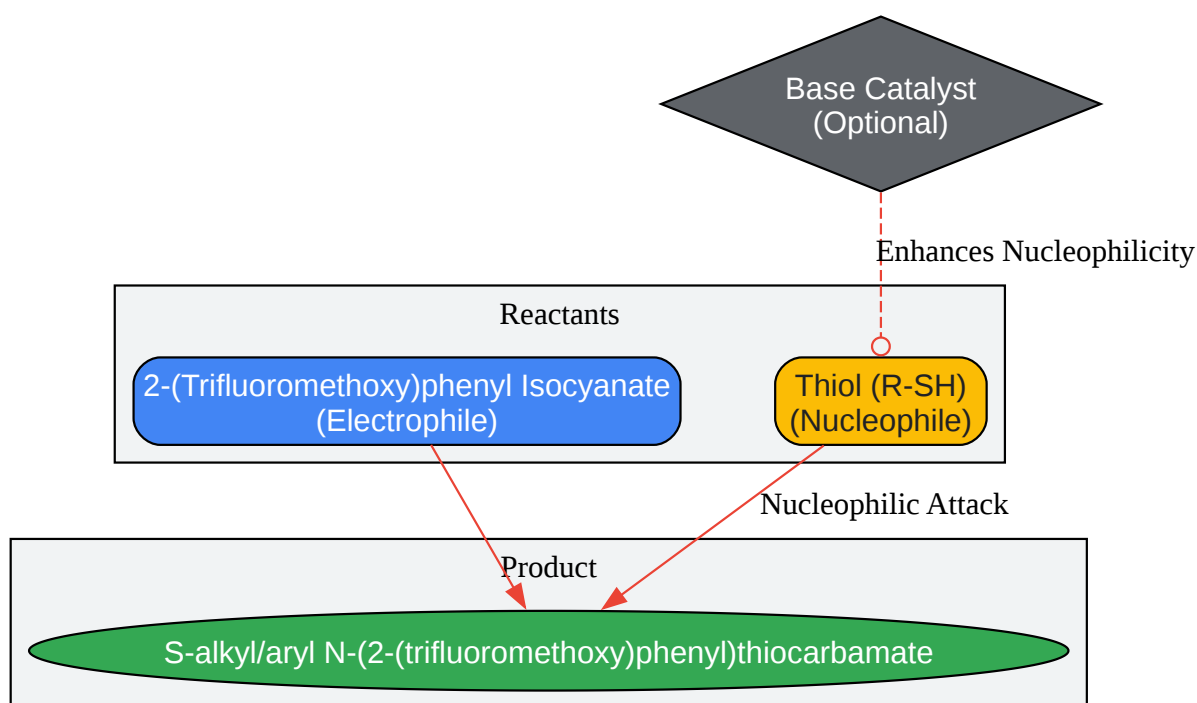 Base Catalyst
(Optional)
Enhances Nucleophilicity
Reactants
2-(Trifluoromethoxy)phenyl Isocyanate
(Electrophile)
Thiol (R-SH)
(Nucleophile)
Nucleophilic Attack
Product
S-alkyl/aryl N-(2-(trifluoromethoxy)phenyl)thiocarbamate